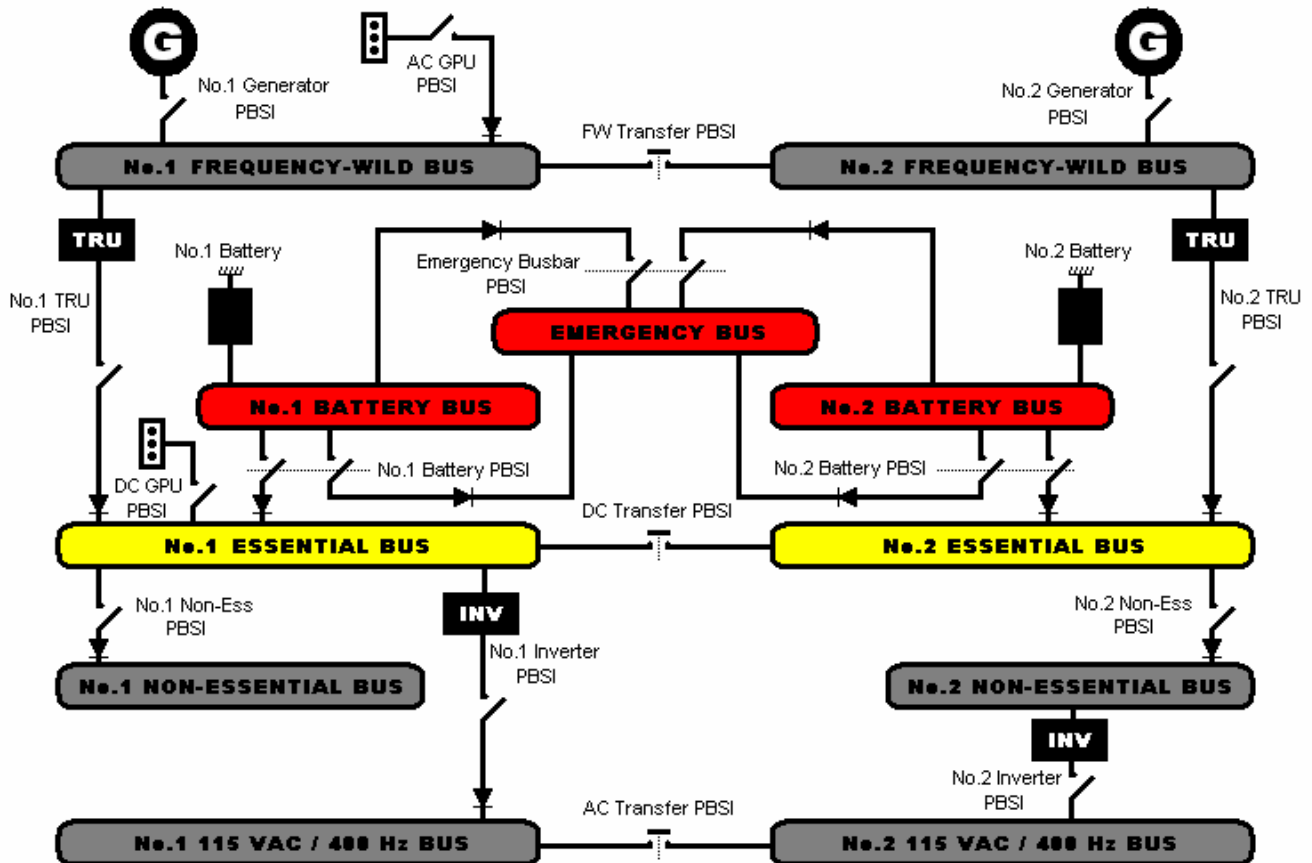 G
G
AC GPU
PBSI
No.1 Generator
PBSI
No.2 Generator
PBSI
FW Transfer PBSI
No.1 FREQUENCY-WILD BUS
No.2 FREQUENCY-WILD BUS
TRU
TRU
No.1 Battery
Emergency Busbar
PBSI
No.2 Battery
No.1 TRU
PBSI
No.2 TRU
PBSI
EMERGENCY BUS
No.1 BATTERY BUS
No.2 BATTERY BUS
No.1 Battery PBSI
No.2 Battery PBSI
DC GPU
PBSI
DC Transfer PBSI
No.1 ESSENTIAL BUS
No.2 ESSENTIAL BUS
No.1 Non-Ess
PBSI
INV
No.2 Non-Ess
PBSI
No.1 Inverter
PBSI
No.1 NON-ESSENTIAL BUS
No.2 NON-ESSENTIAL BUS
INV
No.2 Inverter
PBSI
AC Transfer PBSI
No.1 115 VAC / 400 Hz BUS
No.2 115 VAC / 400 Hz BUS